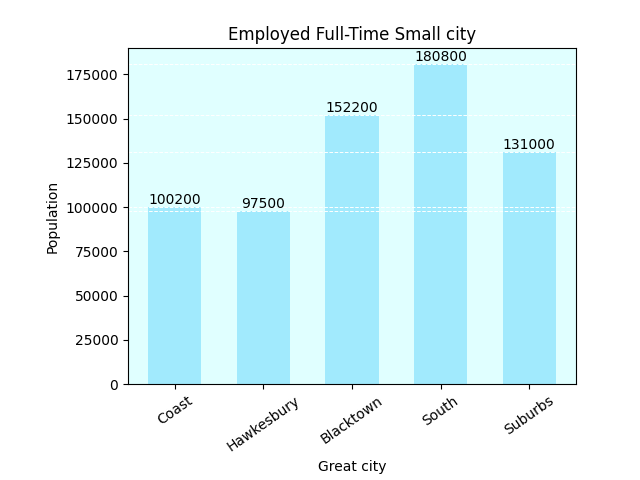 Employed Full-Time Small city
Population
175000
150000
125000
100000
75000
50000
25000
0
100200
97500
152200
180800
131000
Coast
Hawkesbury
Blacktown
South
Suburbs
Great city